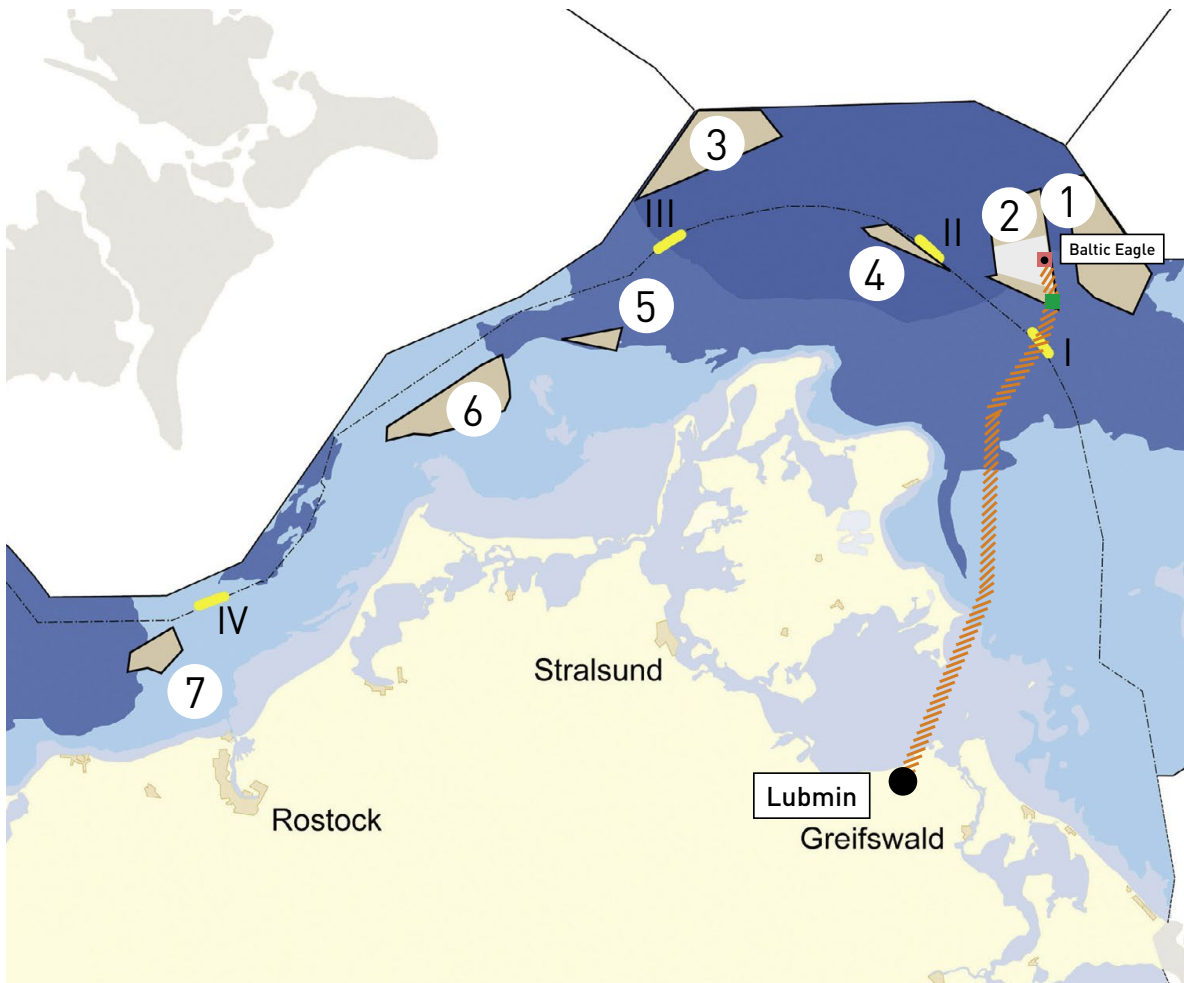 3
1
2
III
II
Baltic Eagle
4
5
I
6
IV
Stralsund
7
Lubmin
Rostock
Greifswald